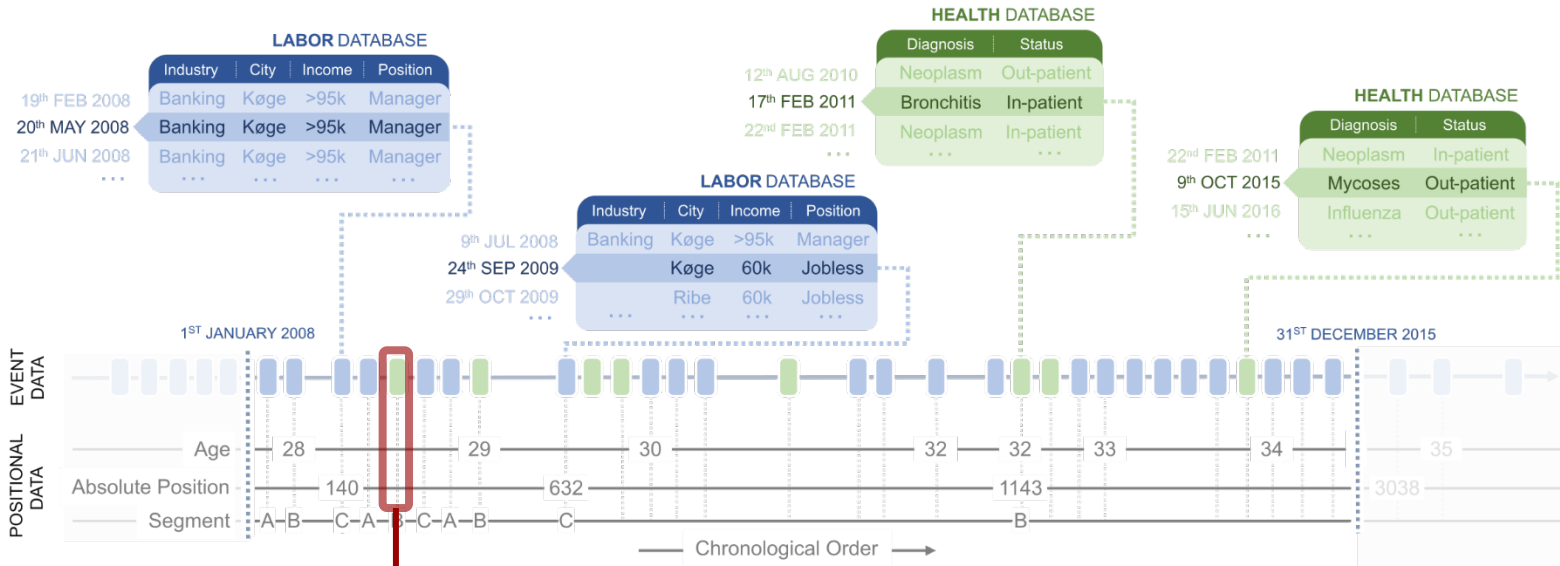 LABOR DATABASE
Industry City Income Position
19th FEB 2008 Banking Køge >95k Manager
20th MAY 2008 Banking Køge >95k Manager
21th JUN 2008 Banking Køge >95k Manager
... ... ... ... ...
LABOR DATABASE
Industry City Income Position
9th JUL 2008 Banking Køge >95k Manager
24th SEP 2009 Køge 60k Jobless
29th OCT 2009 Ribe 60k Jobless
... ... ... ... ...
HEALTH DATABASE
Diagnosis Status
12th AUG 2010 Neoplasm Out-patient
17th FEB 2011 Bronchitis In-patient
22nd FEB 2011 Neoplasm In-patient
... ... ...
HEALTH DATABASE
Diagnosis Status
22nd FEB 2011 Neoplasm In-patient
9th OCT 2015 Mycoses Out-patient
15th JUN 2016 Influenza Out-patient
... ... ...
1ST JANUARY 2008
31ST DECEMBER 2015
EVENT DATA
POSITIONAL DATA
Age 28 29 30 32 32 33 34 35
Absolute Position 140 632 1143 3038
Segment A B C A B C A B C B
Chronological Order